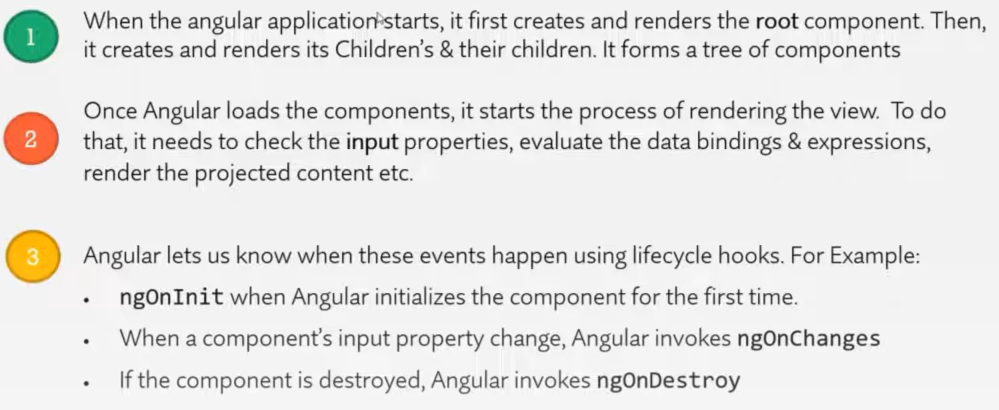 1
When the angular application starts, it first creates and renders the root component. Then,
it creates and renders its Children's & their children. It forms a tree of components
2
Once Angular loads the components, it starts the process of rendering the view. To do
that, it needs to check the input properties, evaluate the data bindings & expressions,
render the projected content etc.
3
Angular lets us know when these events happen using lifecycle hooks. For Example:
• ngOnInit when Angular initializes the component for the first time.
• When a component's input property change, Angular invokes ngOnChanges
• If the component is destroyed, Angular invokes ngOnDestroy